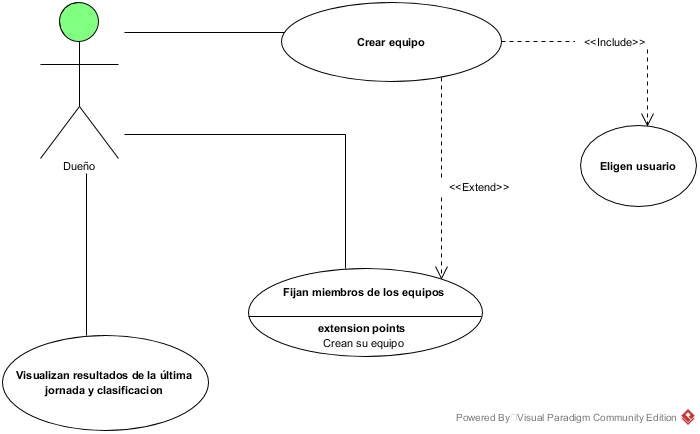 Crear equipo
<<Include>>
Eligen usuario
Dueño
<<Extend>>
Fijan miembros de los equipos
extension points
Crean su equipo
Visualizan resultados de la última
jornada y clasificacion
Powered By Visual Paradigm Community Edition